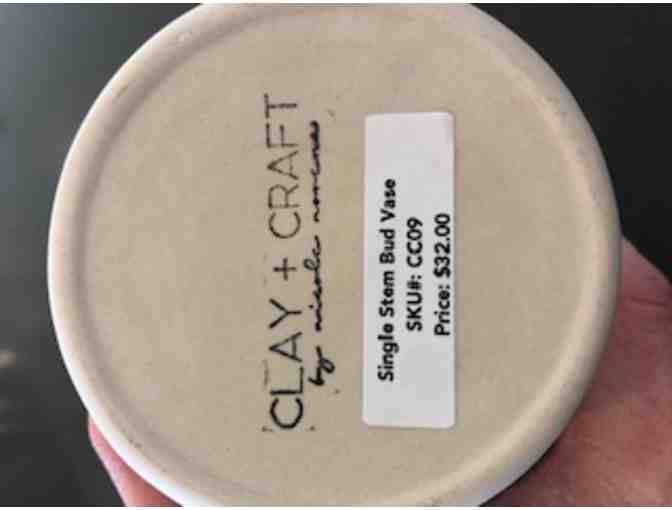 CLAY + CRAFT
by nicole
Single Stem Bud Vase
SKU#: CC09
Price: $32.00